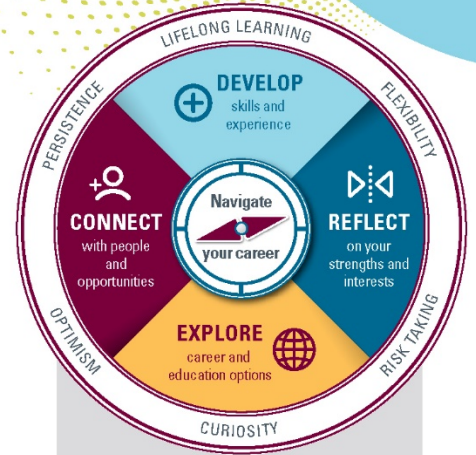 LIFELONG LEARNING
PERSISTENCE
FLEXIBILITY
DEVELOP
skills and
experience
CONNECT
with people
and
opportunities
Navigate
your career
REFLECT
on your
strengths and
interests
EXPLORE
career and
education options
OPTIMISM
RISK TAKING
CURIOSITY